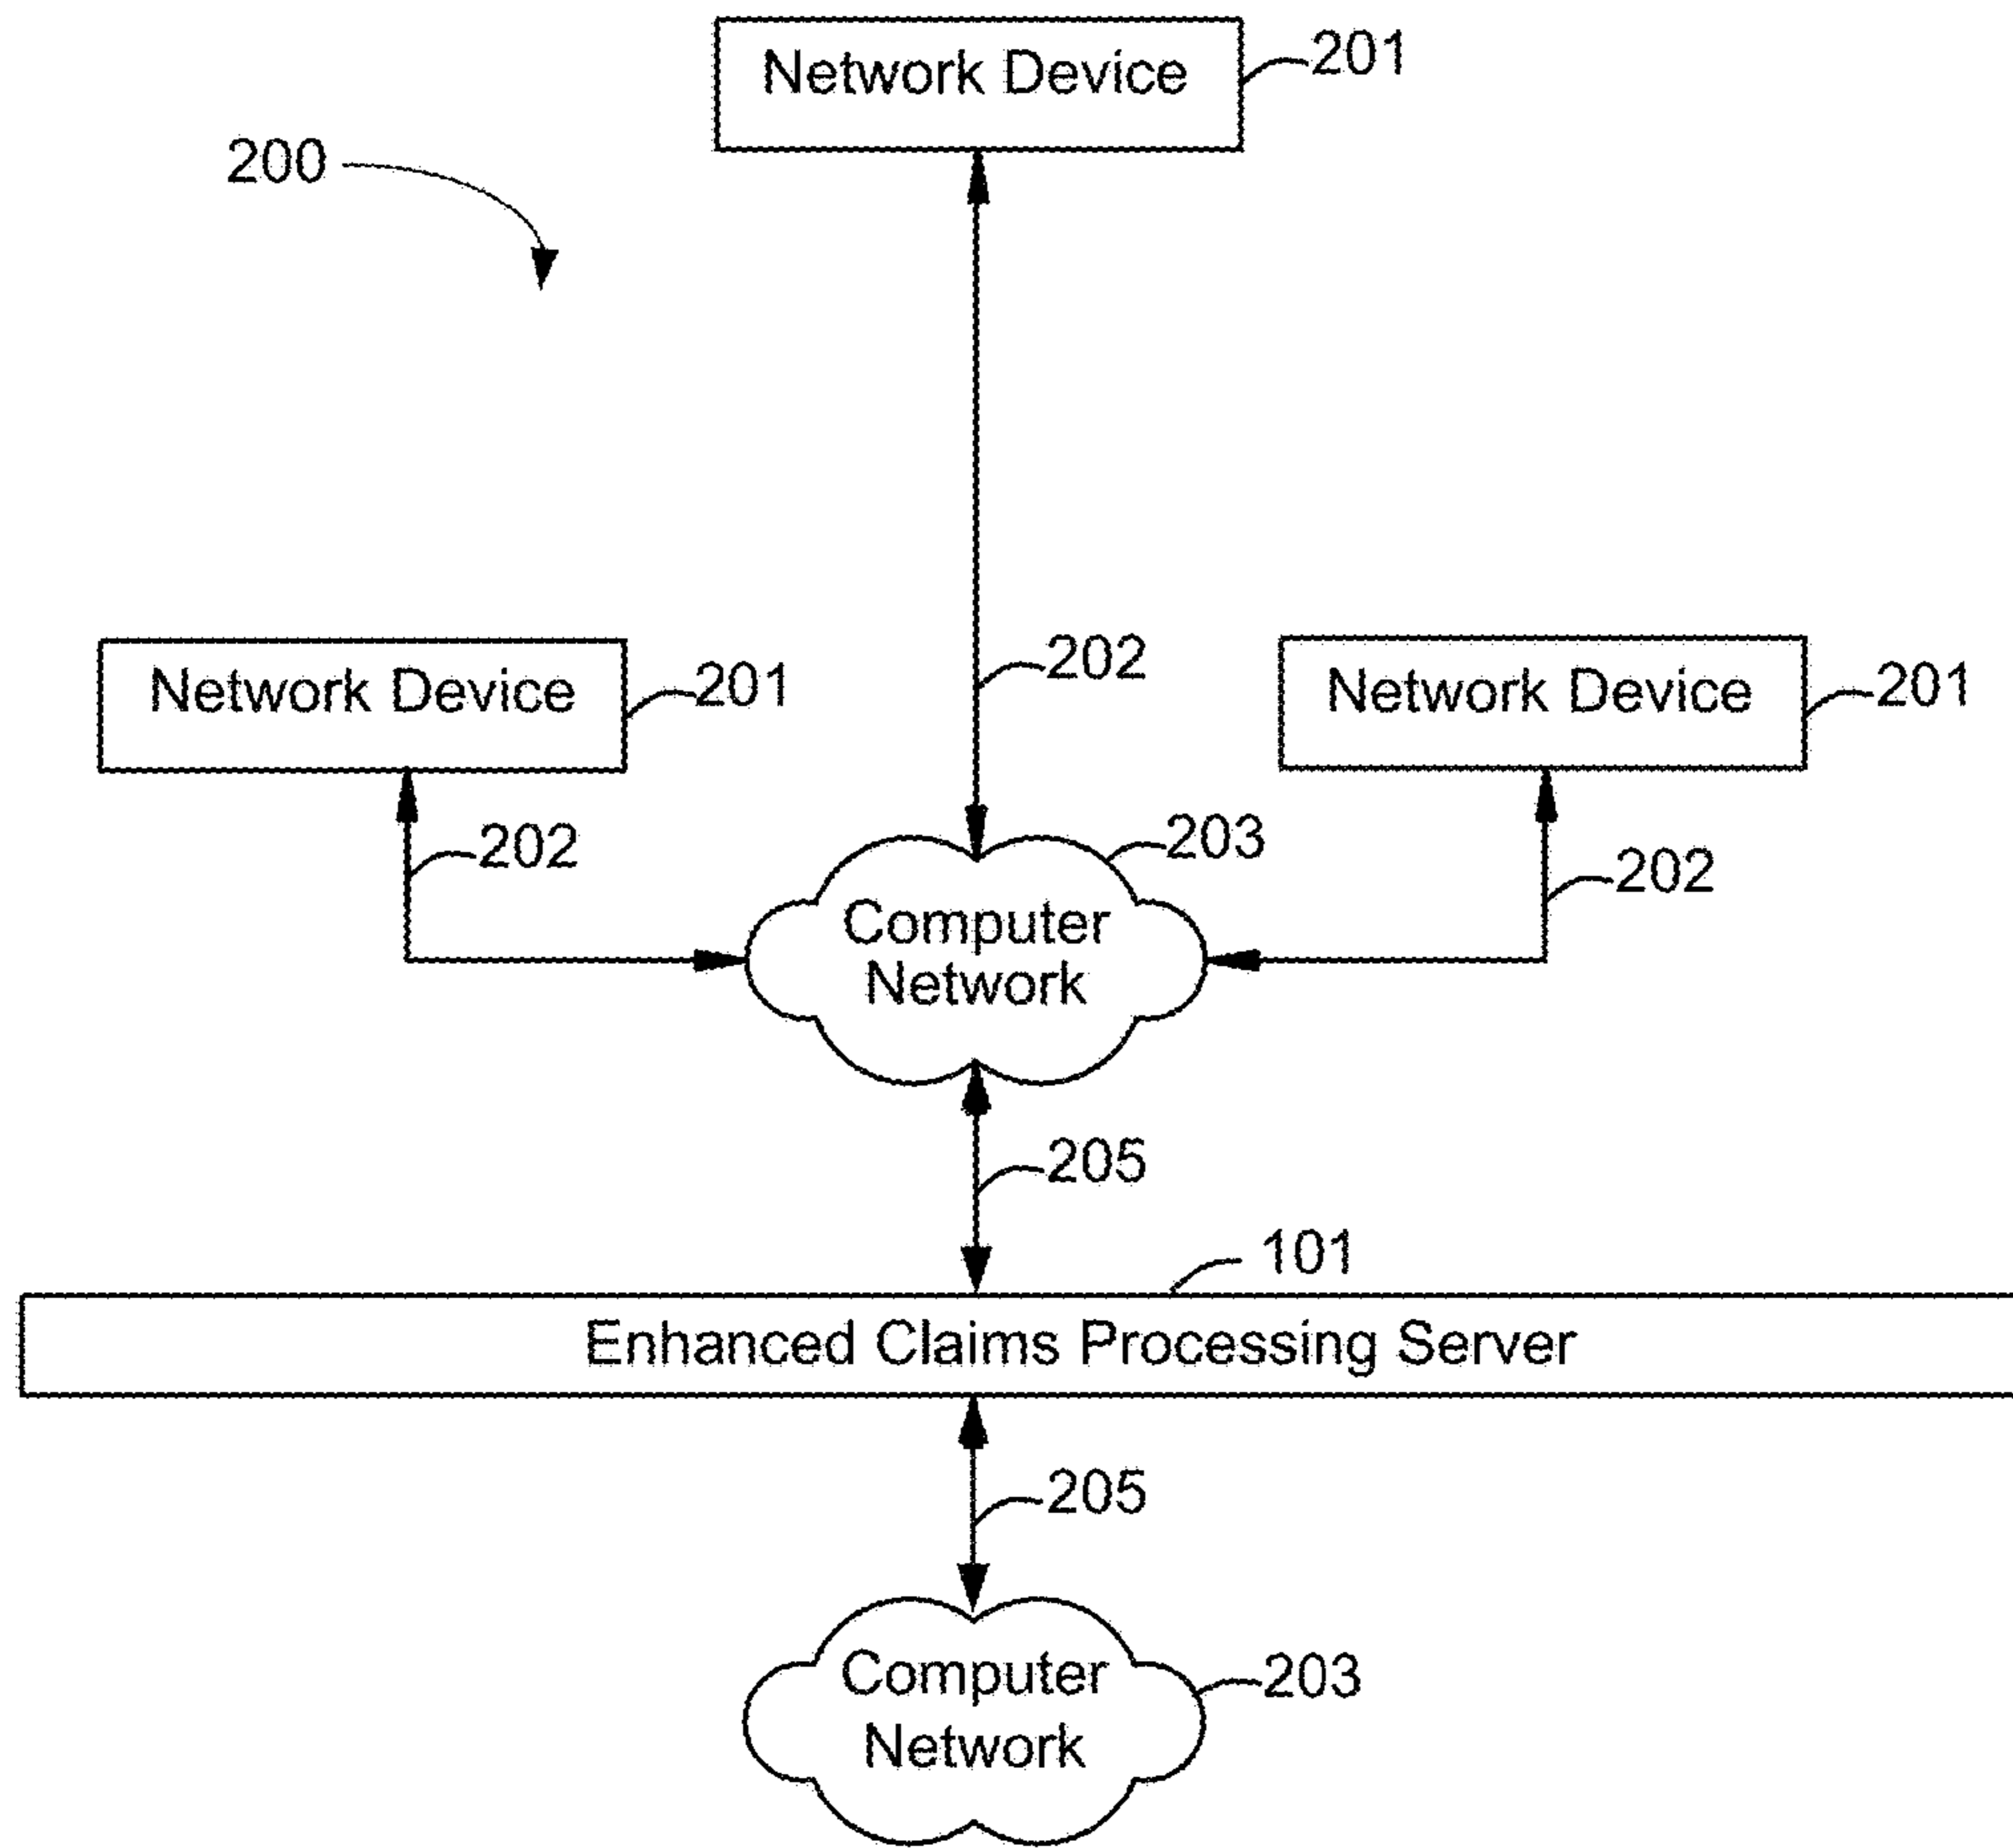 Network Device
201
200
202
Network Device
201
Network Device
201
202
203
202
Computer
Network
205
101
Enhanced Claims Processing Server
205
Computer
Network
203